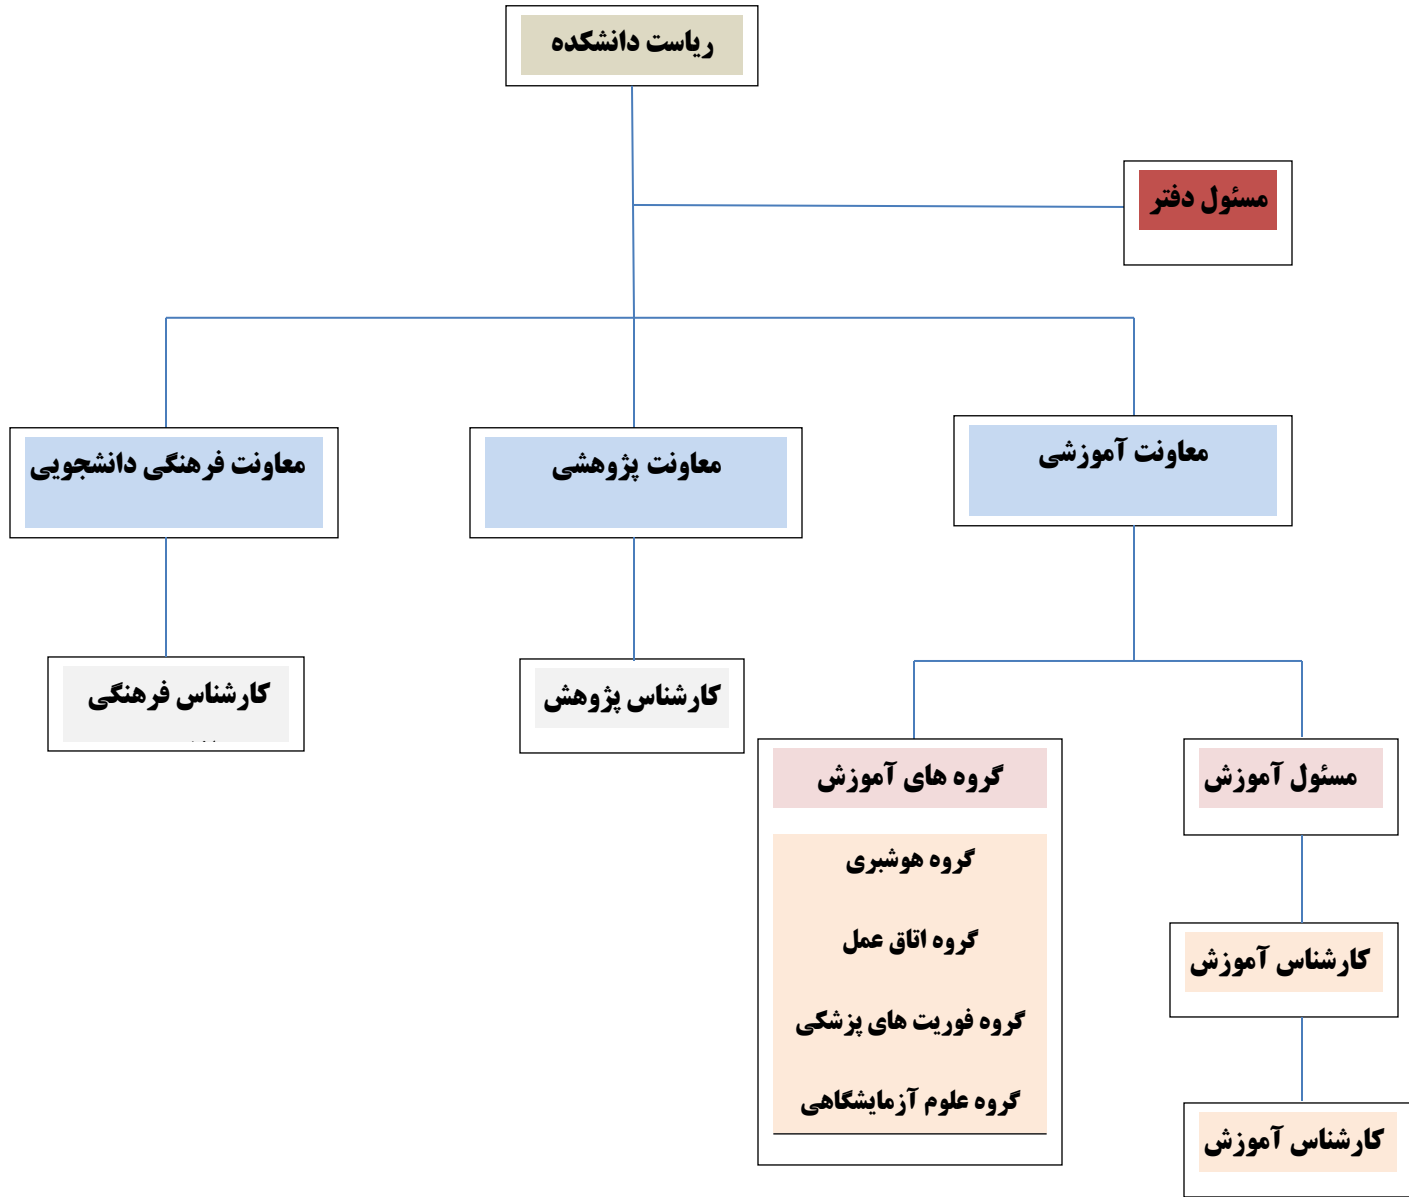 ریاست دانشکده
مسئول دفتر
معاونت آموزشی
معاونت پژوهشی
معاونت فرهنگی دانشجویی
کارشناس پژوهش
کارشناس فرهنگی
مسئول آموزش
گروه های آموزش
گروه هوشبری
گروه اتاق عمل
گروه فوریت های پزشکی
گروه علوم آزمایشگاهی
کارشناس آموزش
کارشناس آموزش